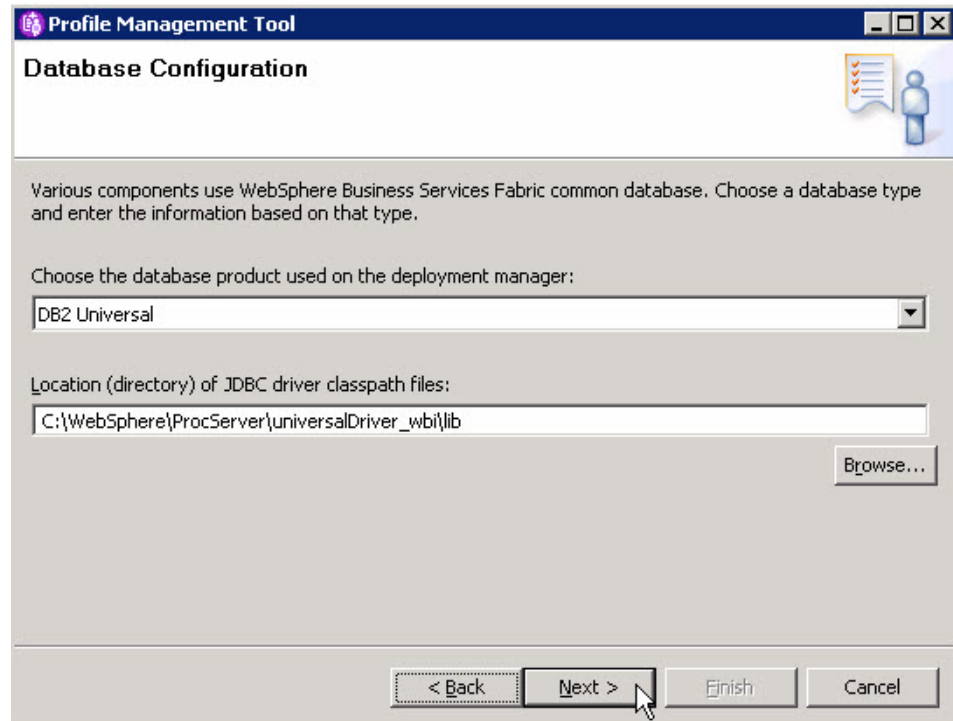 Profile Management Tool
Database Configuration
Various components use WebSphere Business Services Fabric common database. Choose a database type
and enter the information based on that type.
Choose the database product used on the deployment manager:
DB2 Universal
Location (directory) of JDBC driver classpath files:
C:\WebSphere\ProcServer\universalDriver_wbi\lib
Browse...
< Back Next > Finish Cancel